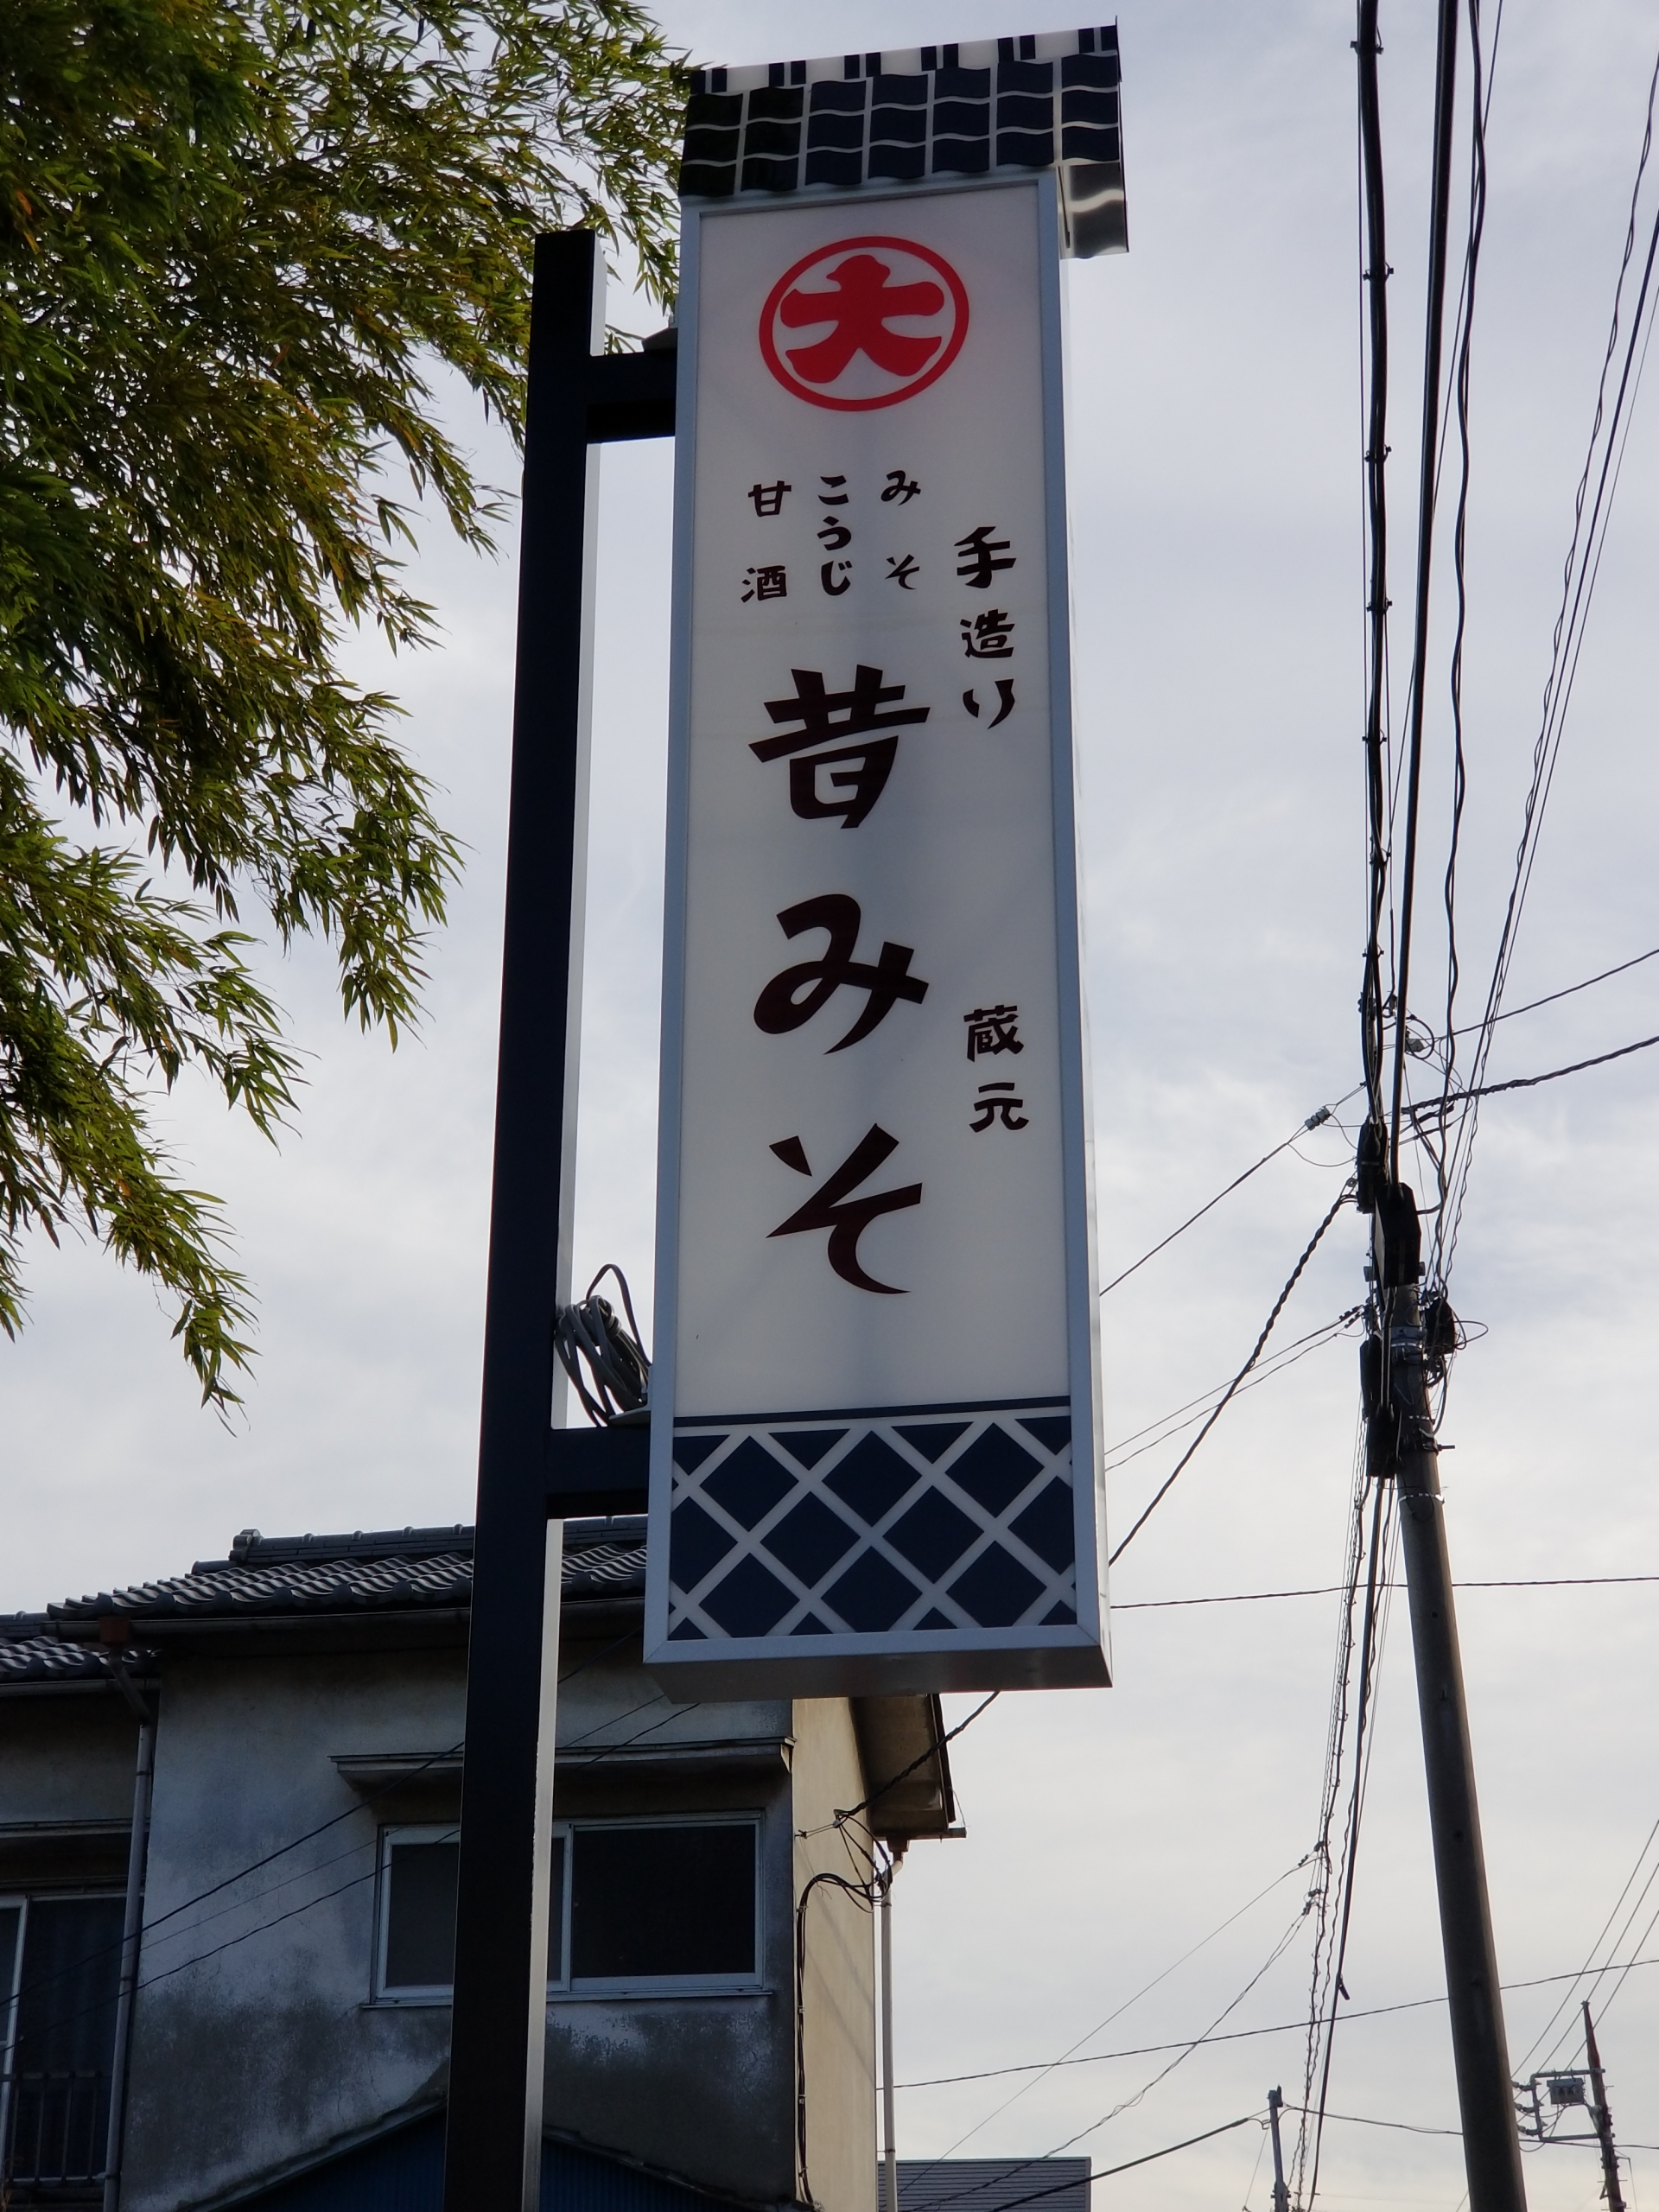 大
手造り 蔵元
みそ
こうじ
甘酒
昔みそ